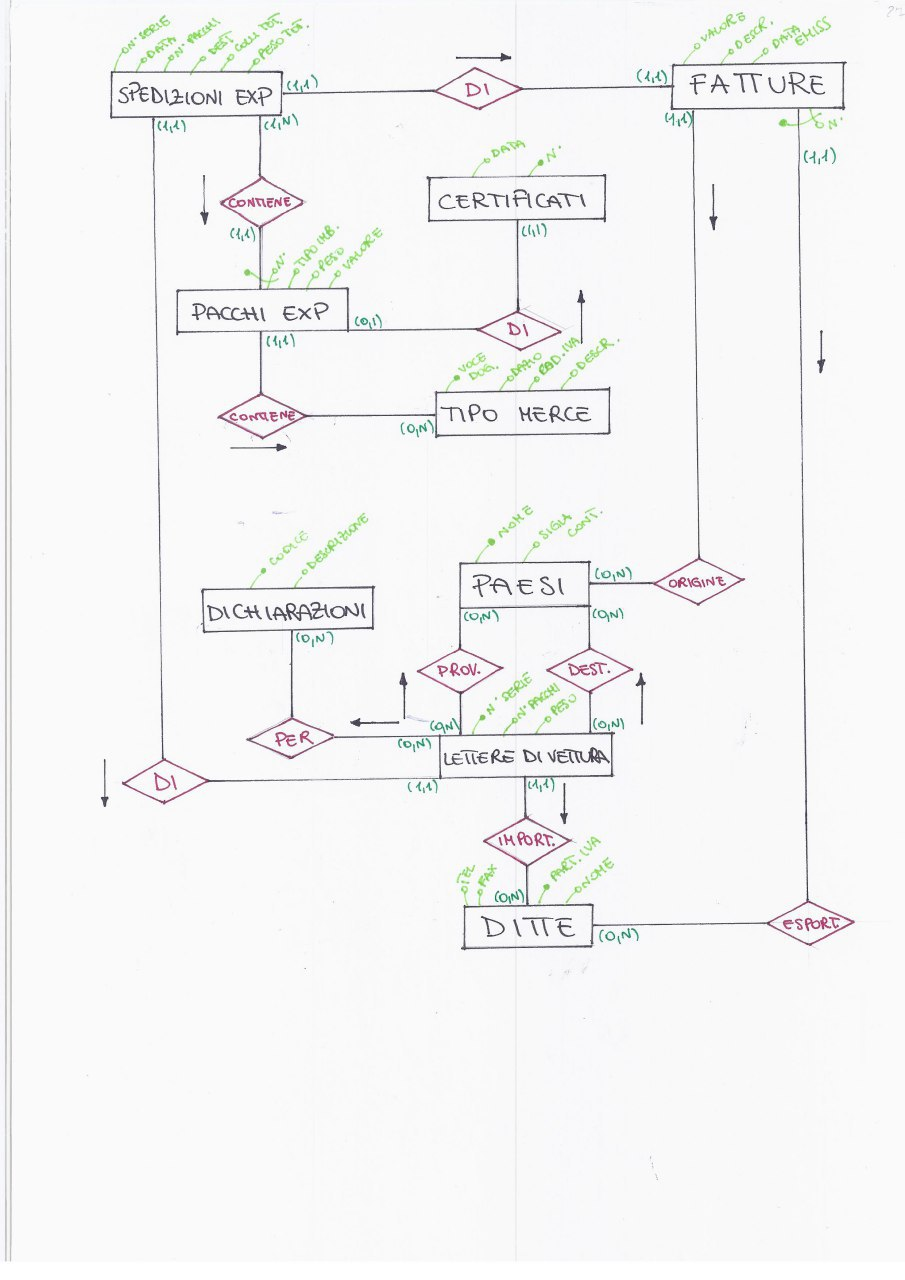 N° SERIE
DATA
N° PACCHI
DEST
COLLI TOT.
PESO TOT.
VALORE
DESCR.
DATA
EMISS
SPEDIZIONI EXP
(1,1)
DI
(1,1)
FATTURE
(1,1)
(1,N)
(1,1)
N°
(1,1)
DATA
N°
CONTIENE
CERTIFICATI
(1,1)
(1,1)
N°
TIPO IMB.
PESO
VALORE
PACCHI EXP
(0,1)
DI
(1,1)
VOCE
DOG.
DAZIO
COD. IVA
DESCR.
CONTIENE
(0,N)
TIPO MERCE
CODICE
DESCRIZIONE
NOME
SIGLA
CONT.
PAESI
(0,N)
ORIGINE
DICHIARAZIONI
(0,N)
(0,N)
(0,N)
PROV.
DEST.
N° SERIE
N° PACCHI
PESO
(0,N)
(0,N)
PER
(0,N)
LETTERE DI VETTURA
DI
(1,1)
(1,1)
IMPORT.
TEL
FAX
PART. IVA
NOME
(0,N)
DITTE
(0,N)
ESPORT.